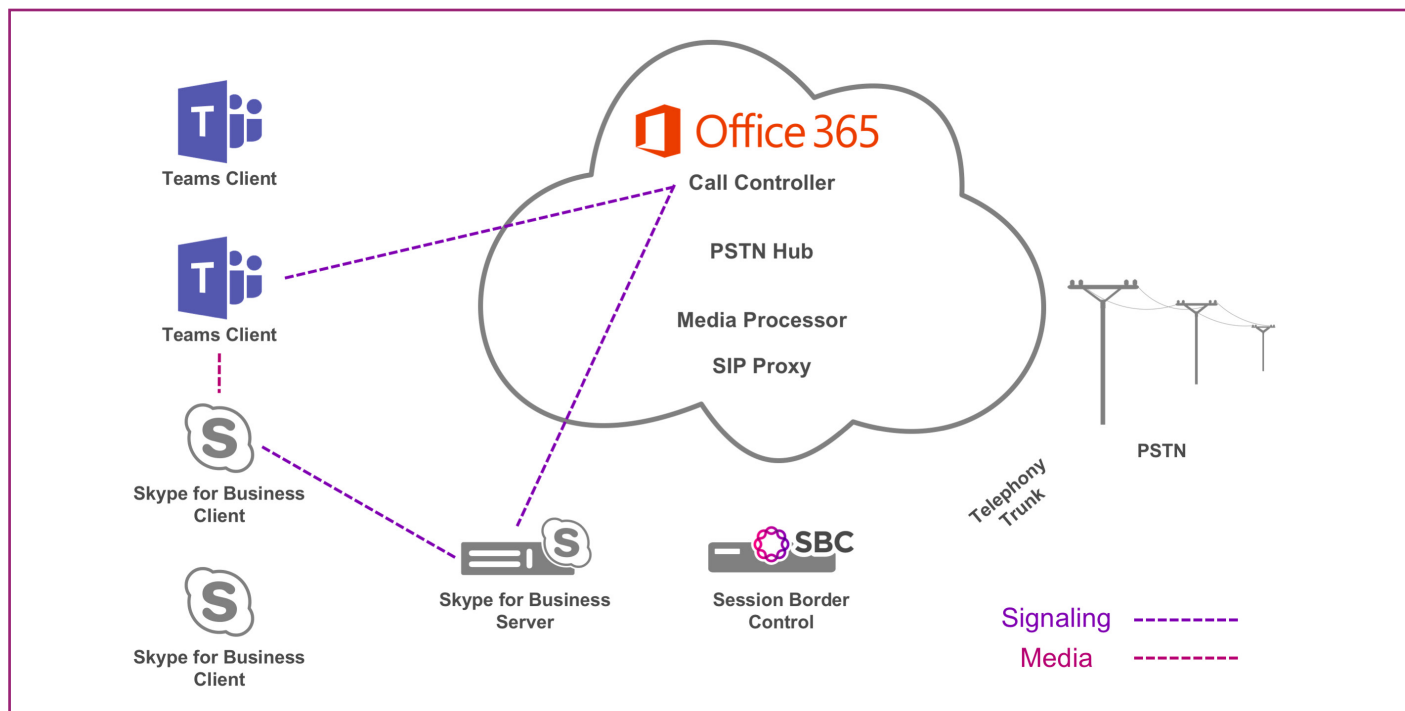 T
Teams Client
T
Teams Client
S
Skype for Business
Client
S
Skype for Business
Client
Office 365
Call Controller
PSTN Hub
Media Processor
SIP Proxy
S
Skype for Business
Server
SBC
Session Border
Control
Telephony
Trunk
PSTN
Signaling
Media